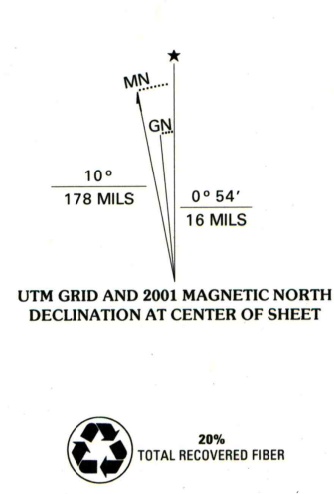 ★
MN
GN
10°
178 MILS
0° 54′
16 MILS
UTM GRID AND 2001 MAGNETIC NORTH
DECLINATION AT CENTER OF SHEET
20%
TOTAL RECOVERED FIBER